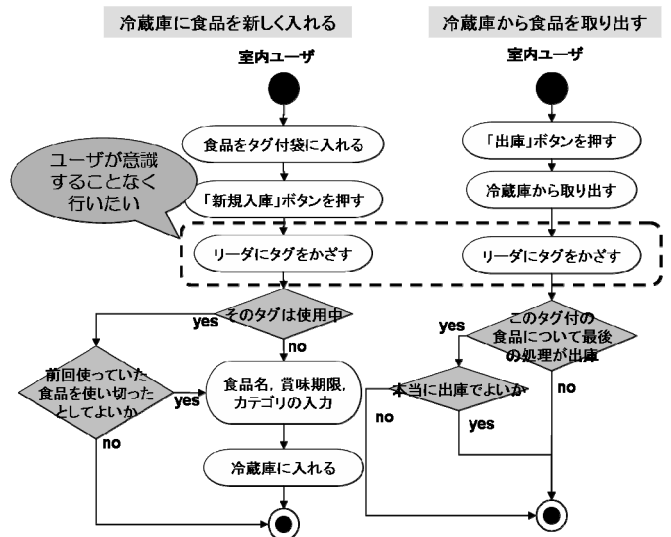 冷蔵庫に食品を新しく入れる
室内ユーザ
食品をタグ付袋に入れる
「新規入庫」ボタンを押す
ユーザが意識
することなく
行いたい
リーダにタグをかざす
そのタグは使用中
yes
no
前回使っていた
食品を使い切った
としてよいか
yes
no
食品名, 賞味期限,
カテゴリの入力
冷蔵庫に入れる
冷蔵庫から食品を取り出す
室内ユーザ
「出庫」ボタンを押す
冷蔵庫から取り出す
リーダにタグをかざす
このタグ付の
食品について最後
の処理が出庫
yes
no
本当に出庫でよいか
no
yes